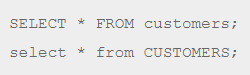 SELECT * FROM customers;
select * from CUSTOMERS;